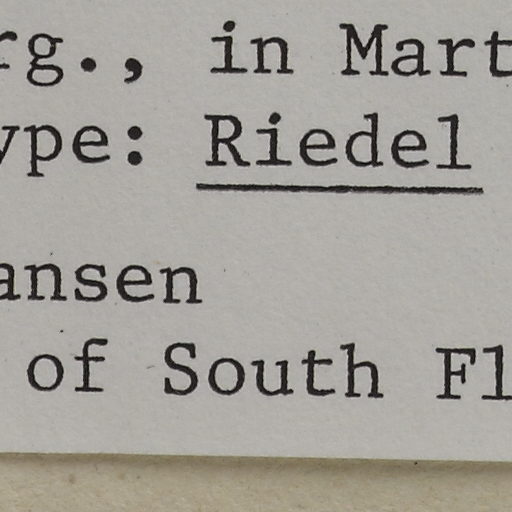 rg., in Mart
ype: Riedel
ansen
of South Fl